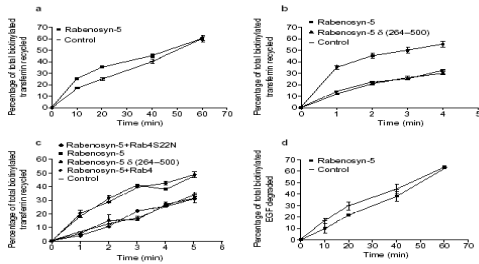 a
Rabenosyn-5
Control
Percentage of total biotinylated
transferrin recycled
70
60
50
40
30
20
10
0
0 10 20 30 40 50 60 70
Time (min)
b
Rabenosyn-5
Rabenosyn-5 δ (264–500)
Control
Percentage of total biotinylated
transferrin recycled
70
60
50
40
30
20
10
0
0 1 2 3 4 5
Time (min)
c
Rabenosyn-5+Rab4S22N
Rabenosyn-5
Rabenosyn-5 δ (264–500)
Rabenosyn-5+Rab4
Control
Percentage of total biotinylated
transferrin recycled
70
60
50
40
30
20
10
0
0 1 2 3 4 5 6
Time (min)
d
Rabenosyn-5
Control
Percentage of total biotinylated
EGF degraded
70
60
50
40
30
20
10
0
0 10 20 30 40 50 60 70
Time (min)